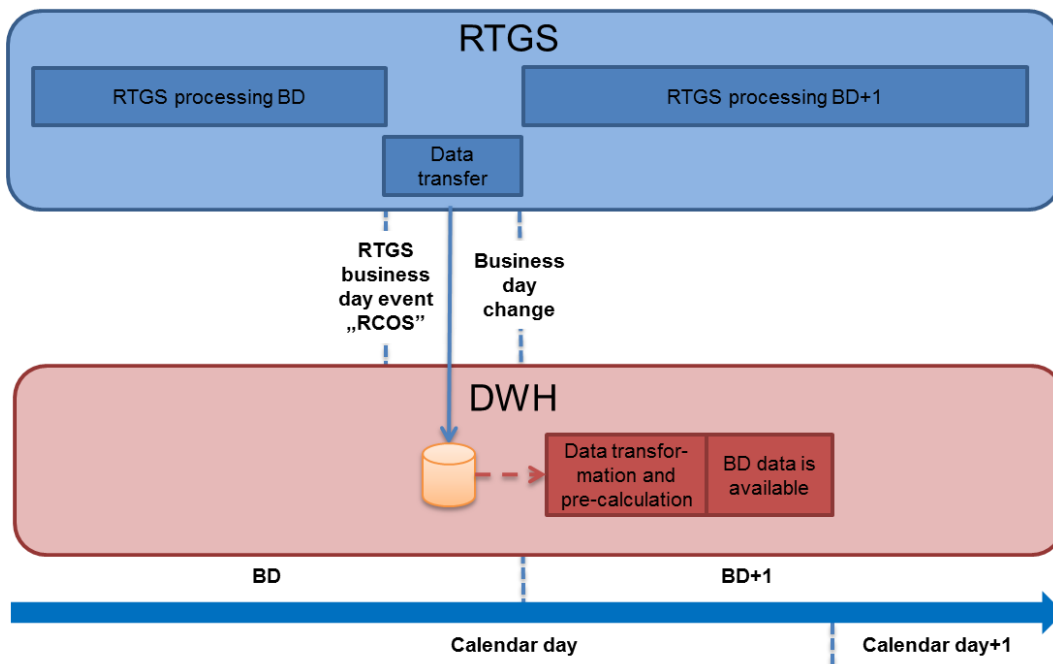 RTGS
RTGS processing BD
RTGS processing BD+1
Data
transfer
RTGS
business
day event
„RCOS”
Business
day
change
DWH
Data transfor-
mation and
pre-calculation
BD data is
available
BD
BD+1
Calendar day
Calendar day+1